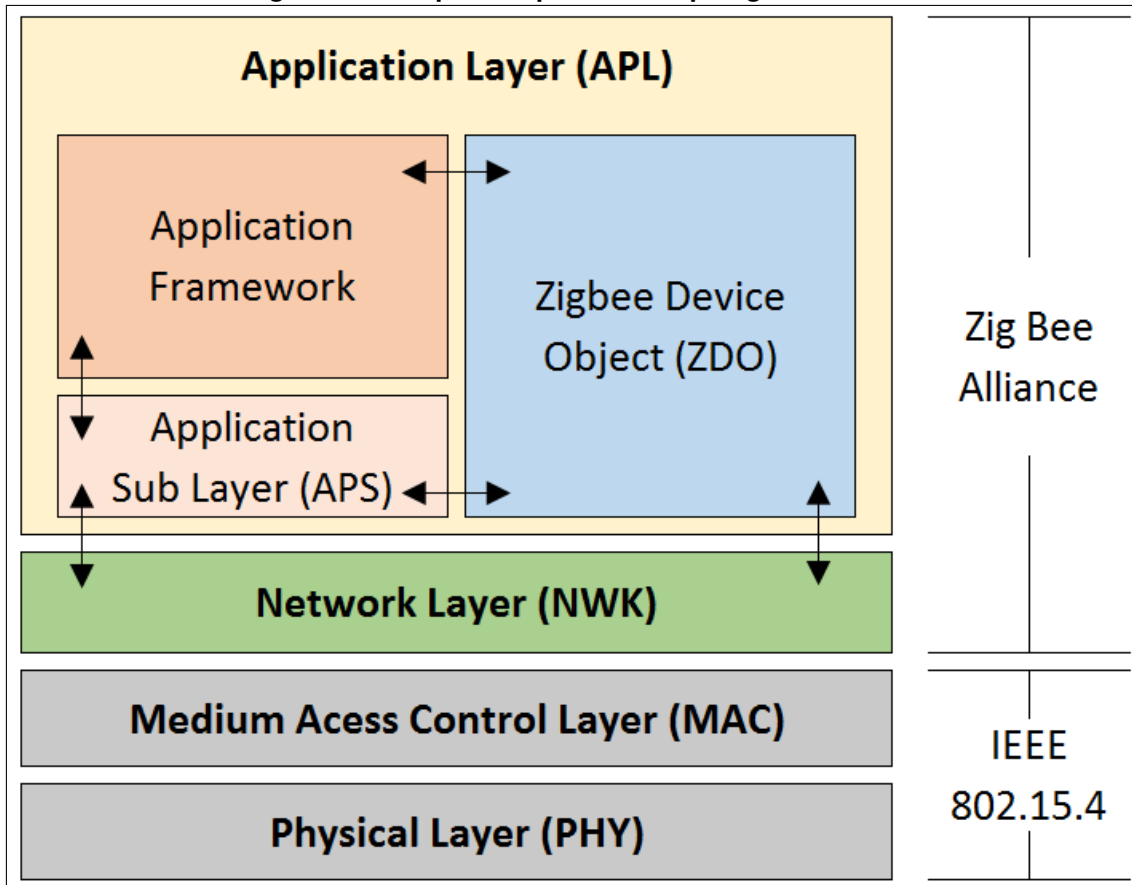 Application Layer (APL)
Application
Framework
Zigbee Device
Object (ZDO)
Application
Sub Layer (APS)
Network Layer (NWK)
Medium Acess Control Layer (MAC)
Physical Layer (PHY)
Zig Bee
Alliance
IEEE
802.15.4